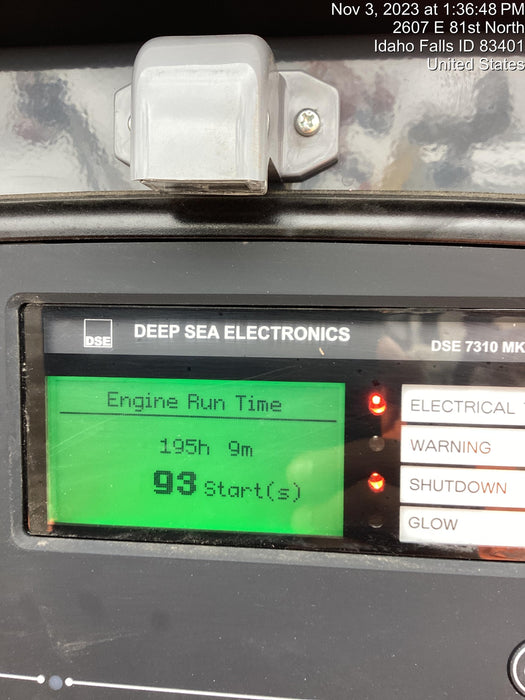 Nov 3, 2023 at 1:36:48 PM
2607 E 81st North
Idaho Falls ID 83401
United States
DSE
DEEP SEA ELECTRONICS
DSE 7310 MK
Engine Run Time
195h 9m
93 Start(s)
ELECTRICAL
WARNING
SHUTDOWN
GLOW